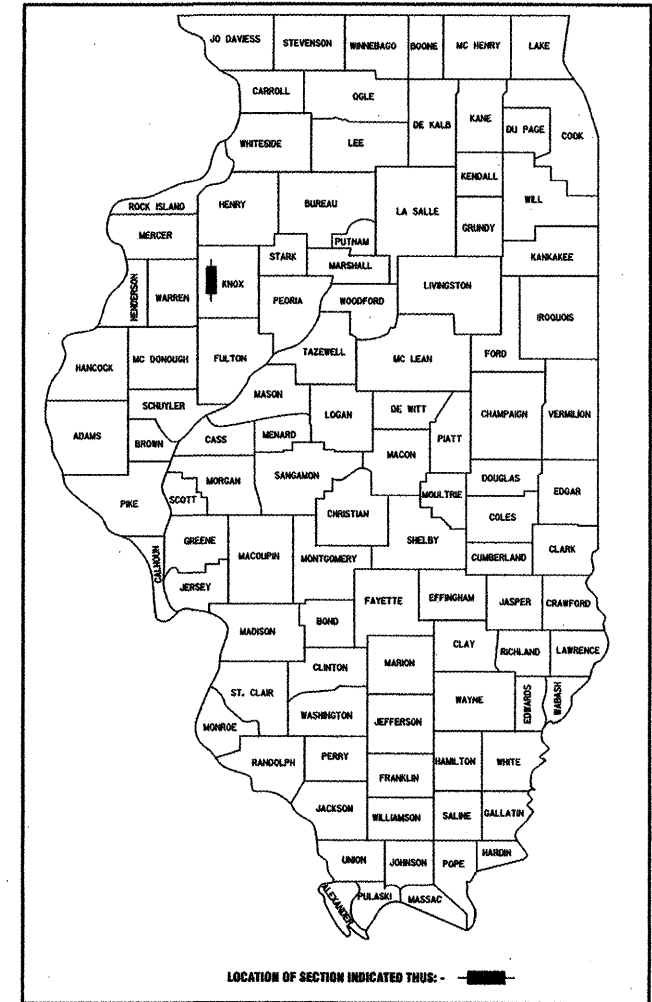 JO DAVIESS STEVENSON WINNEBAGO BOONE MC HENRY LAKE
CARROLL OGLE DE KALB KANE DU PAGE COOK
WHITESIDE LEE KENDALL
ROCK ISLAND HENRY BUREAU LA SALLE GRUNDY WILL
MERCER PUTNAM
HENDERSON WARREN KNOX STARK MARSHALL LIVINGSTON KANKAKEE
PEORIA WOODFORD IROQUOIS
HANCOCK MC DONOUGH FULTON TAZEWELL MC LEAN FORD
SCHUYLER MASON LOGAN DE WITT CHAMPAIGN VERMILION
ADAMS BROWN CASS MENARD MACON PIATT
PIKE SCOTT MORGAN SANGAMON MOULTRIE DOUGLAS EDGAR
CHRISTIAN COLES
CALHOUN GREENE MACOUPIN MONTGOMERY SHELBY CUMBERLAND CLARK
JERSEY FAYETTE EFFINGHAM JASPER CRAWFORD
MADISON BOND
CLINTON MARION CLAY RICHLAND LAWRENCE
ST. CLAIR WAYNE EDWARDS WABASH
MONROE WASHINGTON JEFFERSON
RANDOLPH PERRY HAMILTON WHITE
FRANKLIN
JACKSON WILLIAMSON SALINE GALLATIN
UNION JOHNSON POPE HARDIN
ALEXANDER PULASKI MASSAC
LOCATION OF SECTION INDICATED THUS: -